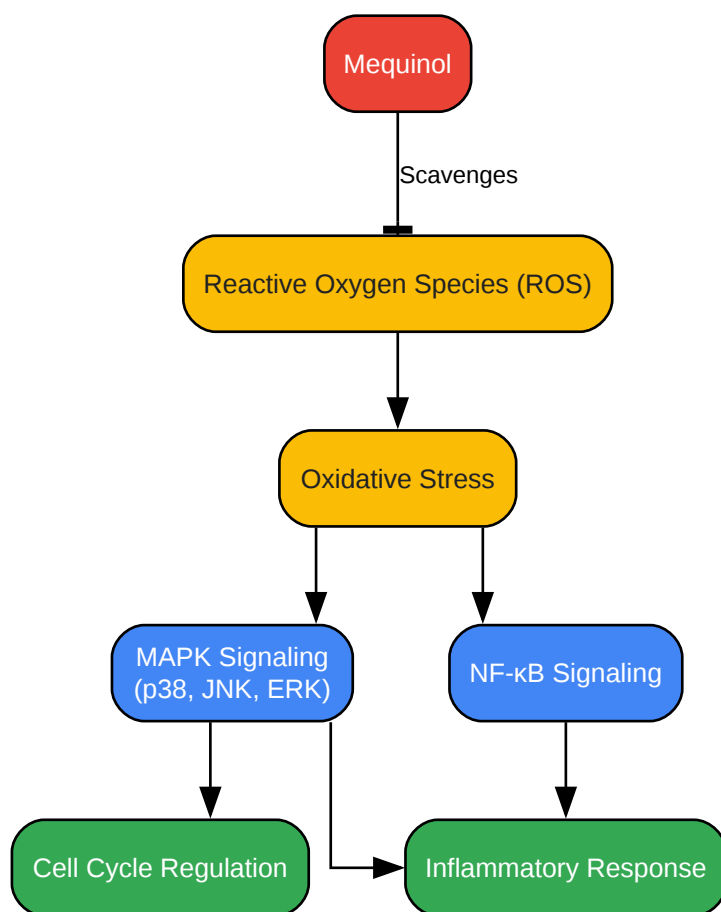 Mequinol
Scavenges
Reactive Oxygen Species (ROS)
Oxidative Stress
MAPK Signaling
(p38, JNK, ERK)
NF-κB Signaling
Cell Cycle Regulation
Inflammatory Response